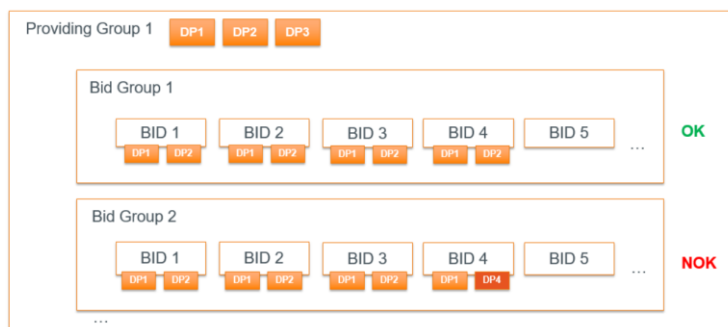 Providing Group 1 DP1 DP2 DP3
Bid Group 1
BID 1 BID 2 BID 3 BID 4 BID 5 ... OK
DP1 DP2 DP1 DP2 DP1 DP2 DP1 DP2
Bid Group 2
BID 1 BID 2 BID 3 BID 4 BID 5 ... NOK
DP1 DP2 DP1 DP2 DP1 DP2 DP1 DP4
...